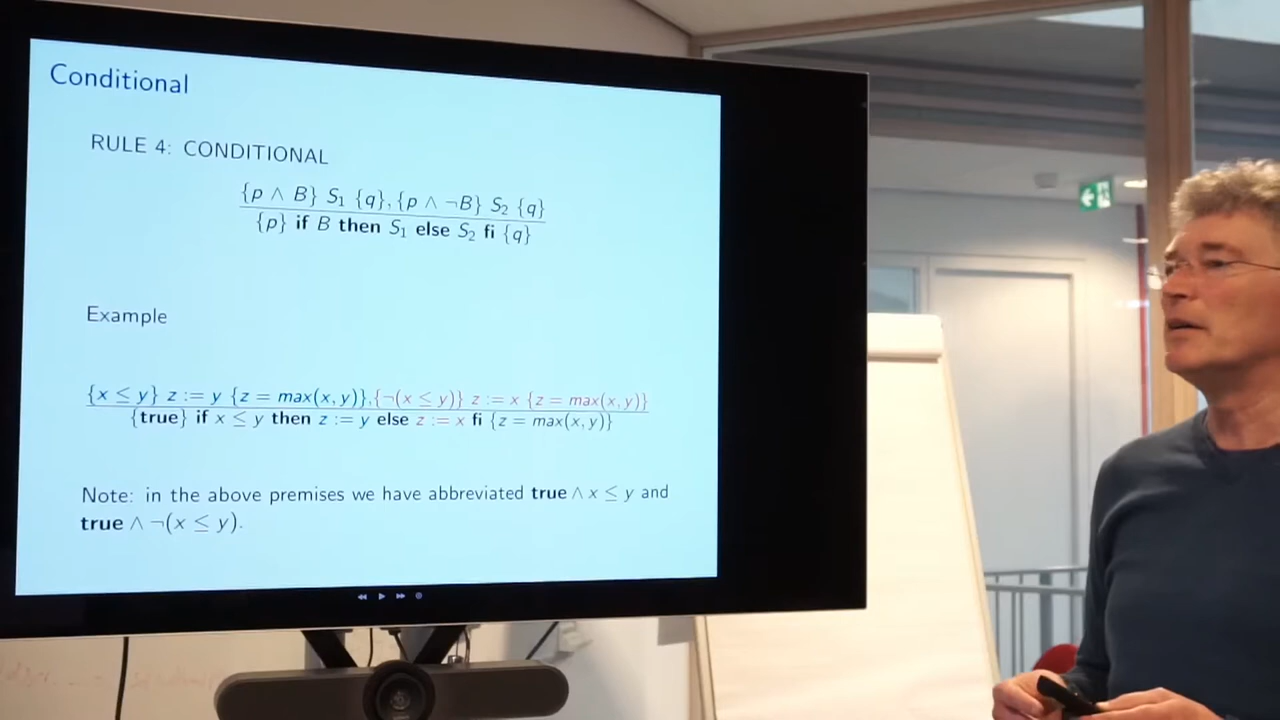 Conditional
RULE 4: CONDITIONAL
{p ∧ B} S₁ {q}, {p ∧ ¬B} S₂ {q}
{p} if B then S₁ else S₂ fi {q}
Example
{x ≤ y} z := y {z = max(x, y)},{¬(x ≤ y)} z := x {z = max(x, y)}
{true} if x ≤ y then z := y else z := x fi {z = max(x, y)}
Note: in the above premises we have abbreviated true ∧ x ≤ y and
true ∧ ¬(x ≤ y).